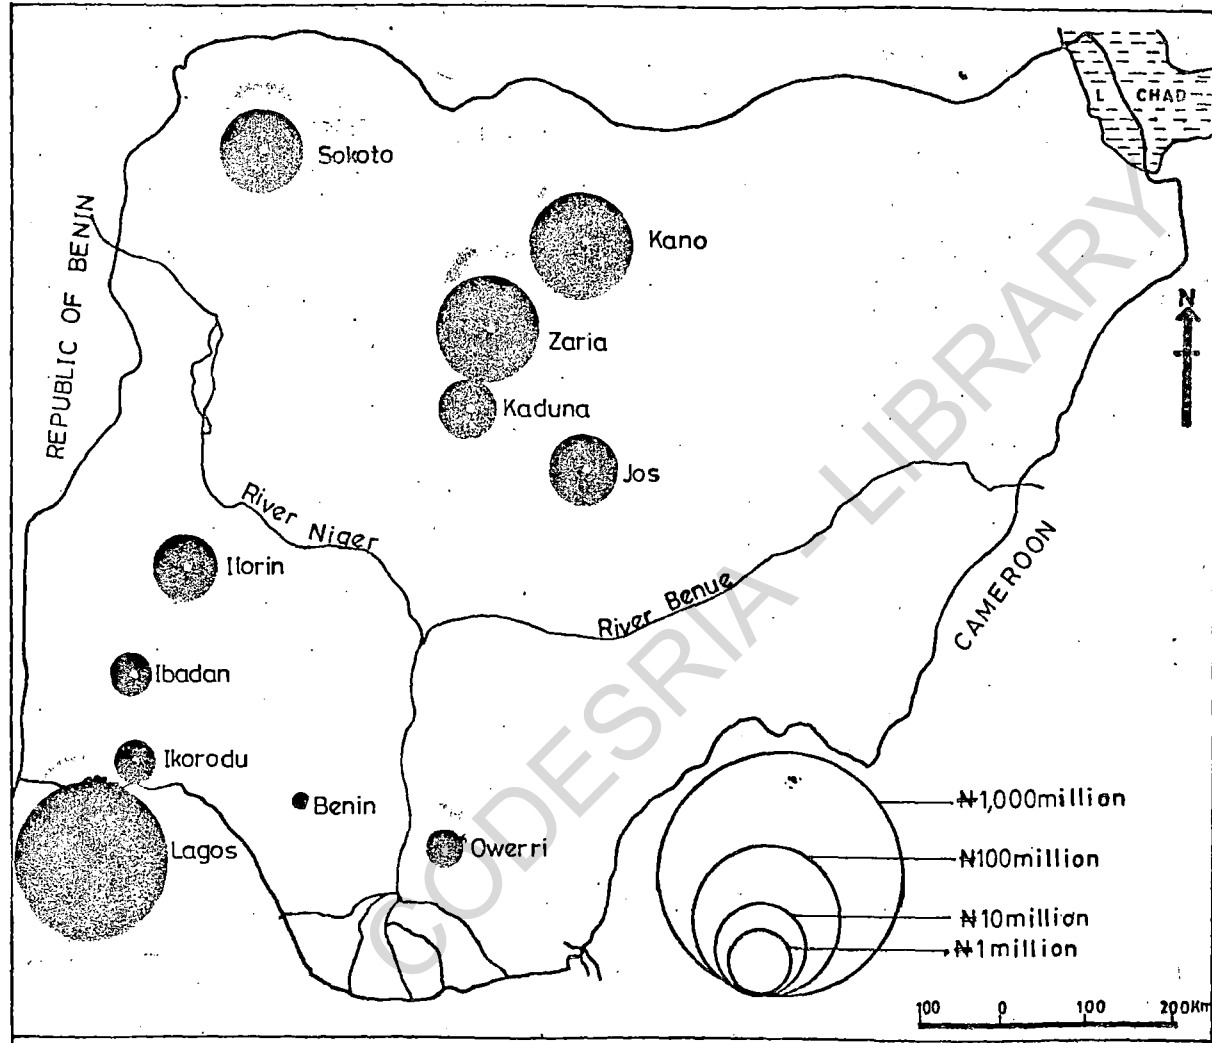 L CHAD
Sokoto
Kano
REPUBLIC OF BENIN
N
Zaria
Kaduna
Jos
River Niger
Ilorin
River Benue
CAMEROON
Ibadan
Ikorodu
₦1,000million
Benin
Lagos
Owerri
₦100million
₦10million
₦1million
100 0 100 200Km
CODESRIA - LIBRARY